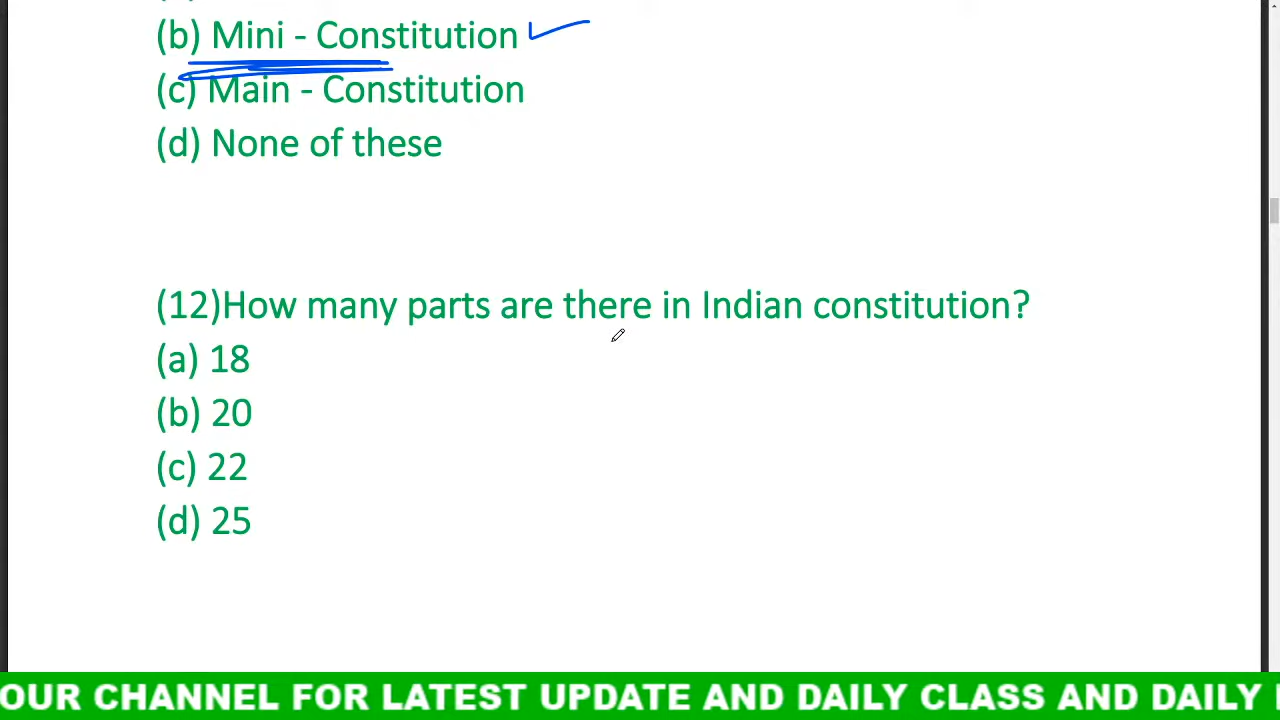 (b) Mini - Constitution
(c) Main - Constitution
(d) None of these
(12)How many parts are there in Indian constitution?
(a) 18
(b) 20
(c) 22
(d) 25
OUR CHANNEL FOR LATEST UPDATE AND DAILY CLASS AND DAILY